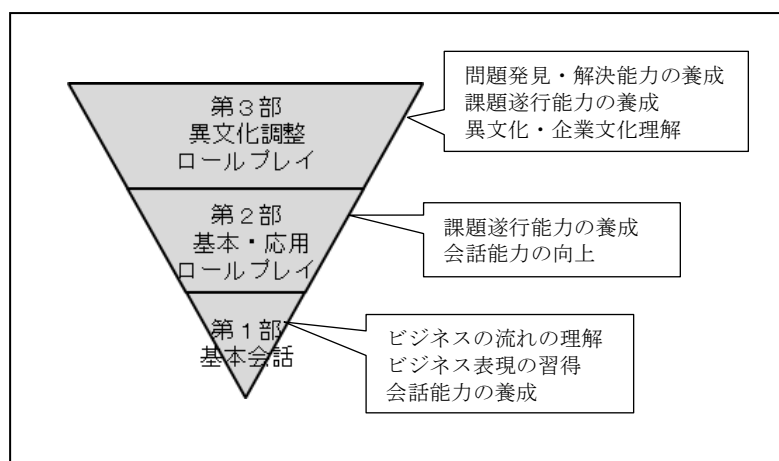 第３部
異文化調整
ロールプレイ
問題発見・解決能力の養成
課題遂行能力の養成
異文化・企業文化理解
第２部
基本・応用
ロールプレイ
課題遂行能力の養成
会話能力の向上
第１部
基本会話
ビジネスの流れの理解
ビジネス表現の習得
会話能力の養成